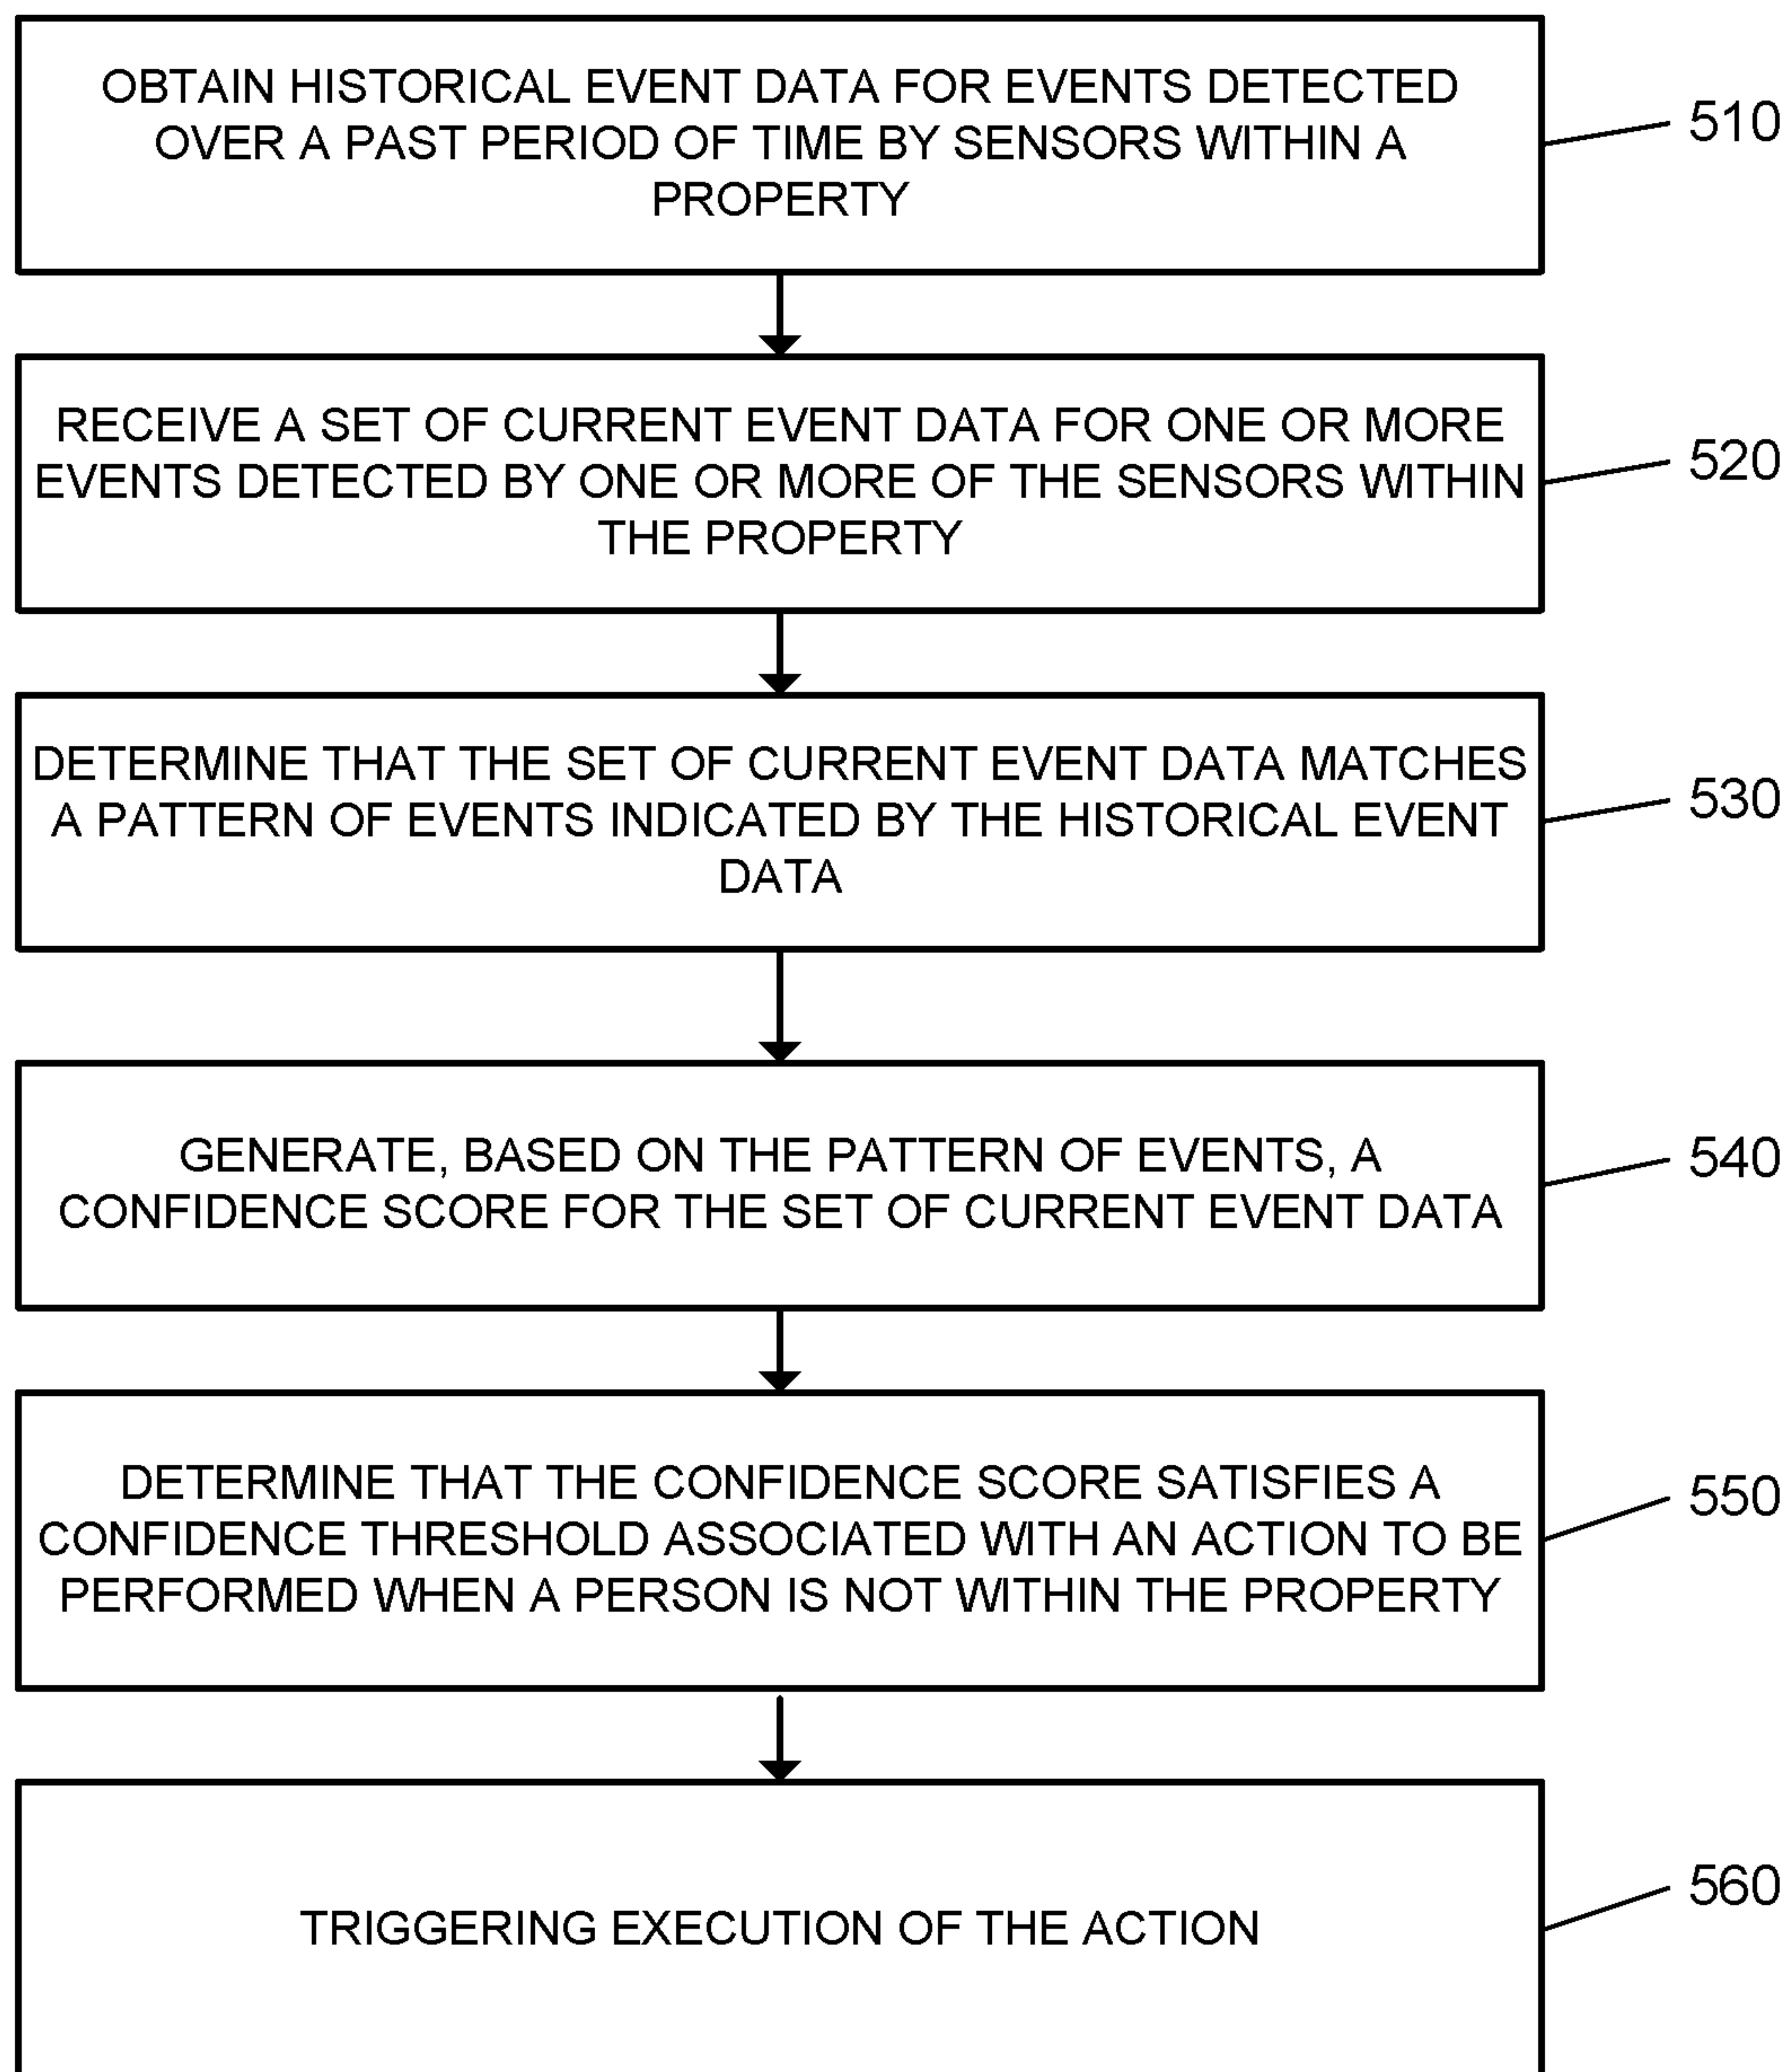 OBTAIN HISTORICAL EVENT DATA FOR EVENTS DETECTED
OVER A PAST PERIOD OF TIME BY SENSORS WITHIN A
PROPERTY
510
RECEIVE A SET OF CURRENT EVENT DATA FOR ONE OR MORE
EVENTS DETECTED BY ONE OR MORE OF THE SENSORS WITHIN
THE PROPERTY
520
DETERMINE THAT THE SET OF CURRENT EVENT DATA MATCHES
A PATTERN OF EVENTS INDICATED BY THE HISTORICAL EVENT
DATA
530
GENERATE, BASED ON THE PATTERN OF EVENTS, A
CONFIDENCE SCORE FOR THE SET OF CURRENT EVENT DATA
540
DETERMINE THAT THE CONFIDENCE SCORE SATISFIES A
CONFIDENCE THRESHOLD ASSOCIATED WITH AN ACTION TO BE
PERFORMED WHEN A PERSON IS NOT WITHIN THE PROPERTY
550
TRIGGERING EXECUTION OF THE ACTION
560